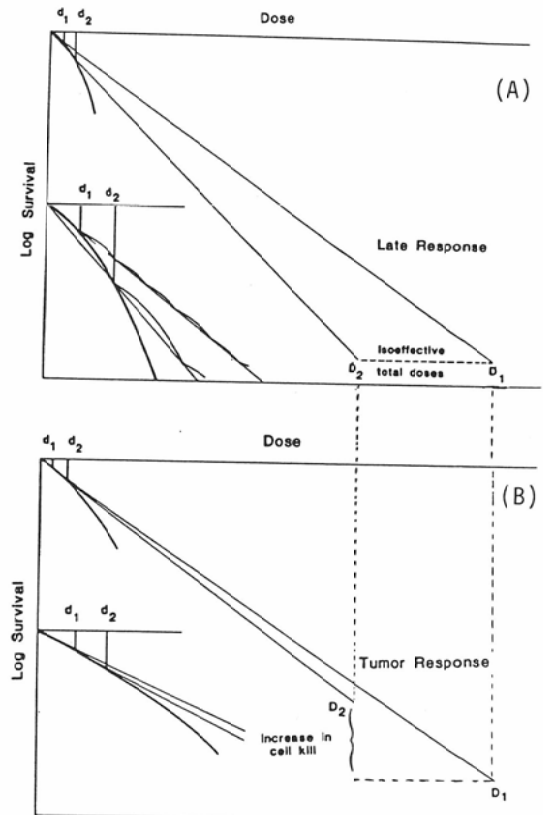 d1 d2
Dose
(A)
Log Survival
d1 d2
Late Response
Isoeffective
D2 D1
total doses
d1 d2
Dose
(B)
Log Survival
d1 d2
Tumor Response
D2
Increase in
cell kill
D1